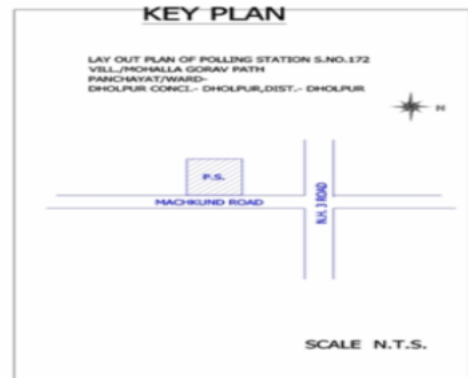 KEY PLAN
LAY OUT PLAN OF POLLING STATION S.NO.172
VILL./MOHALLA GORAV PATH
PANCHAYAT/WARD-
DHOLPUR CONCI.- DHOLPUR,DIST.- DHOLPUR
N
P.S.
MACHKUND ROAD
N.H. 3 ROAD
SCALE N.T.S.